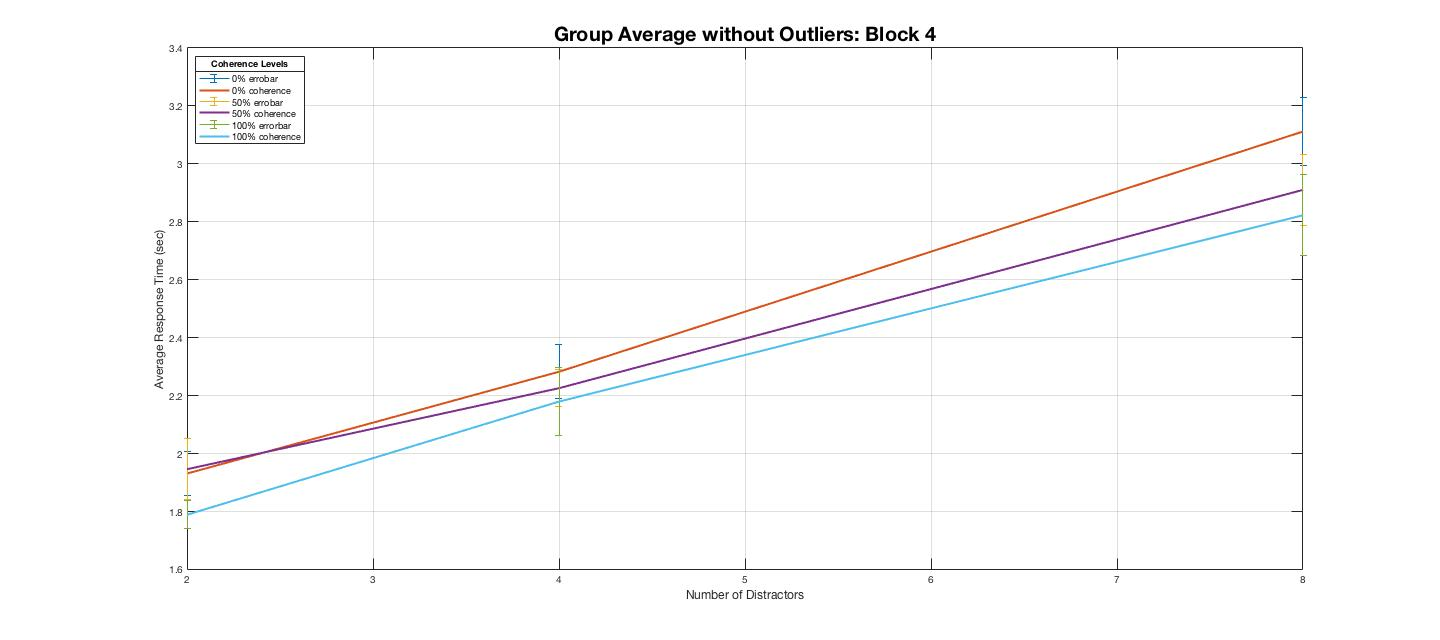 Group Average without Outliers: Block 4
3.4
3.2
3
2.8
2.6
2.4
2.2
2
1.8
1.6
Average Response Time (sec)
Coherence Levels
0% errobar
0% coherence
50% errobar
50% coherence
100% errorbar
100% coherence
2 3 4 5 6 7 8
Number of Distractors